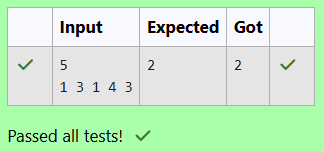 Input Expected Got
5 2 2
1 3 1 4 3
Passed all tests!